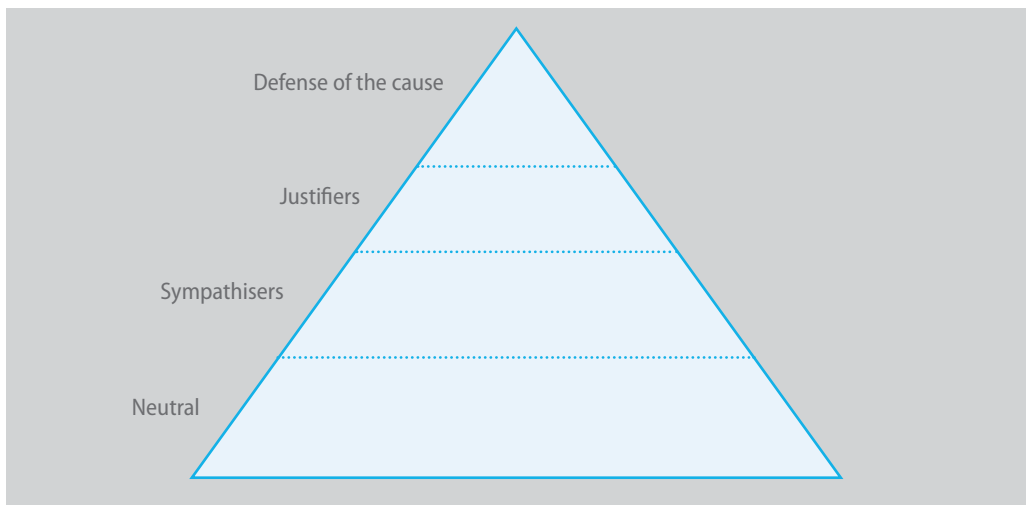 Defense of the cause
Justifiers
Sympathisers
Neutral